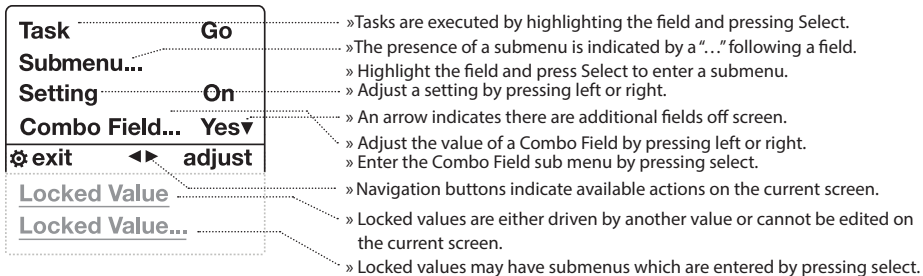 Task Go
Submenu...
Setting On
Combo Field... Yes▾
exit ◄► adjust
Locked Value
Locked Value...
»Tasks are executed by highlighting the field and pressing Select.
»The presence of a submenu is indicated by a “…” following a field.
» Highlight the field and press Select to enter a submenu.
» Adjust a setting by pressing left or right.
» An arrow indicates there are additional fields off screen.
» Adjust the value of a Combo Field by pressing left or right.
» Enter the Combo Field sub menu by pressing select.
» Navigation buttons indicate available actions on the current screen.
» Locked values are either driven by another value or cannot be edited on
the current screen.
» Locked values may have submenus which are entered by pressing select.